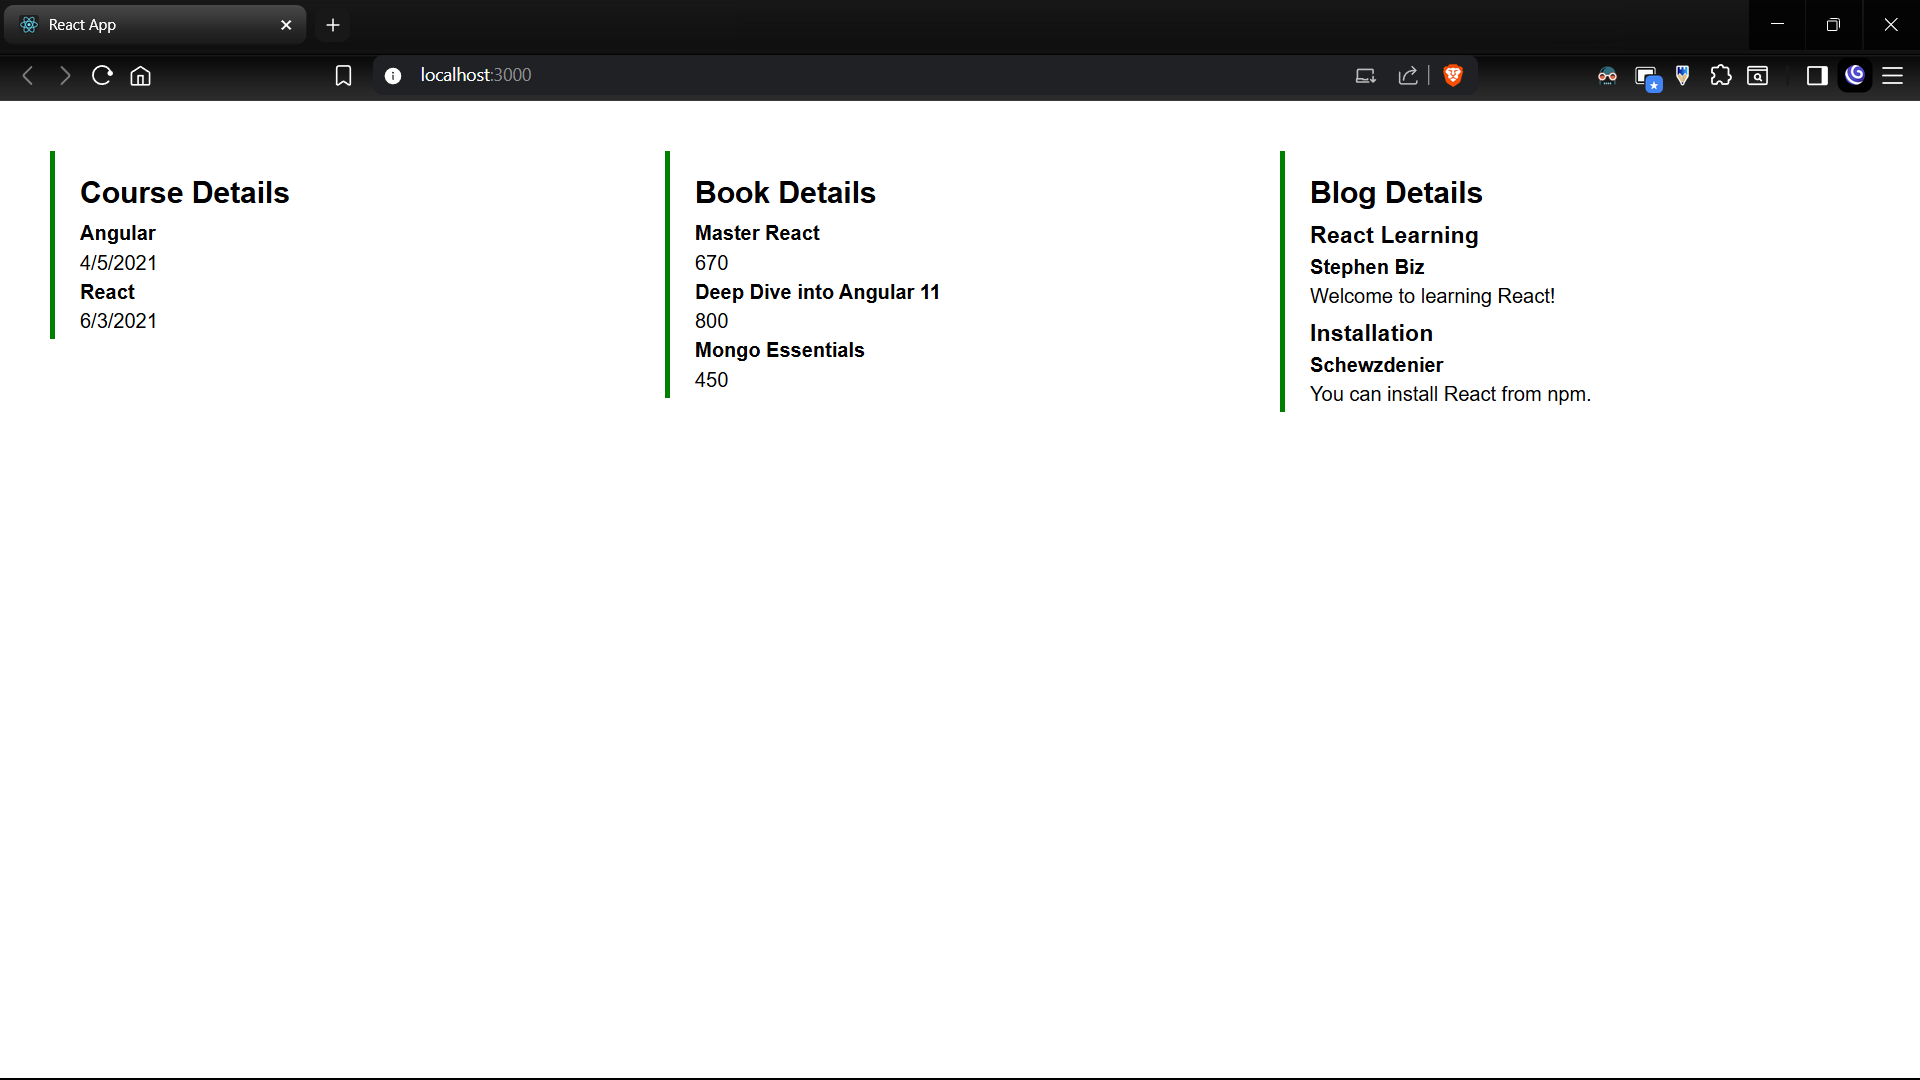 React App
localhost:3000
Course Details
Angular
4/5/2021
React
6/3/2021
Book Details
Master React
670
Deep Dive into Angular 11
800
Mongo Essentials
450
Blog Details
React Learning
Stephen Biz
Welcome to learning React!
Installation
Schewzdenier
You can install React from npm.